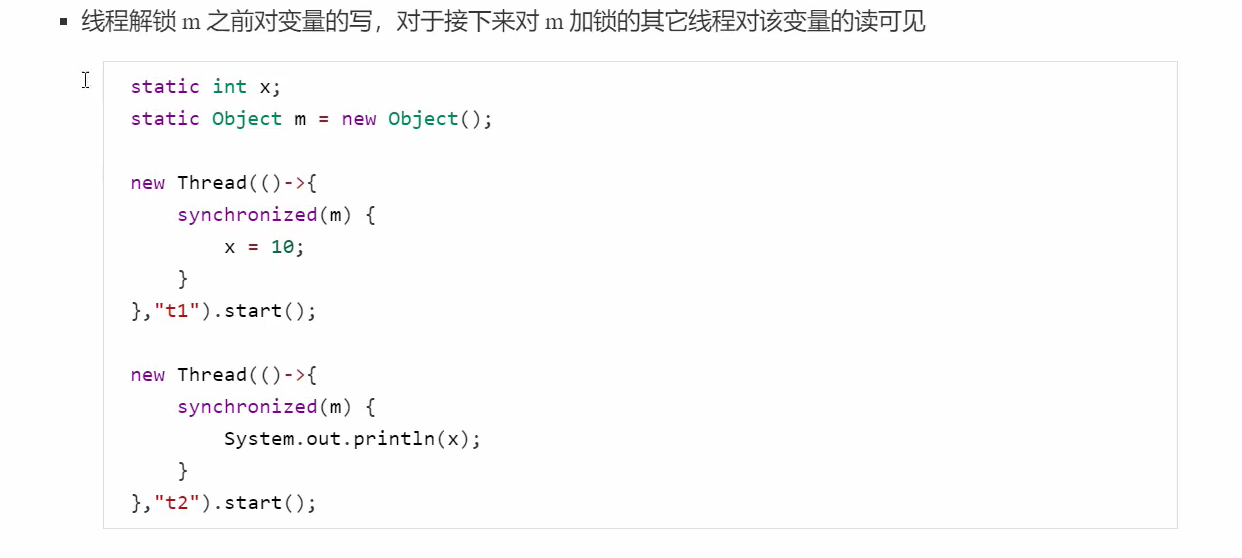 线程解锁 m 之前对变量的写，对于接下来对 m 加锁的其它线程对该变量的读可见
static int x;
static Object m = new Object();
new Thread(()->{
    synchronized(m) {
        x = 10;
    }
},"t1").start();
new Thread(()->{
    synchronized(m) {
        System.out.println(x);
    }
},"t2").start();